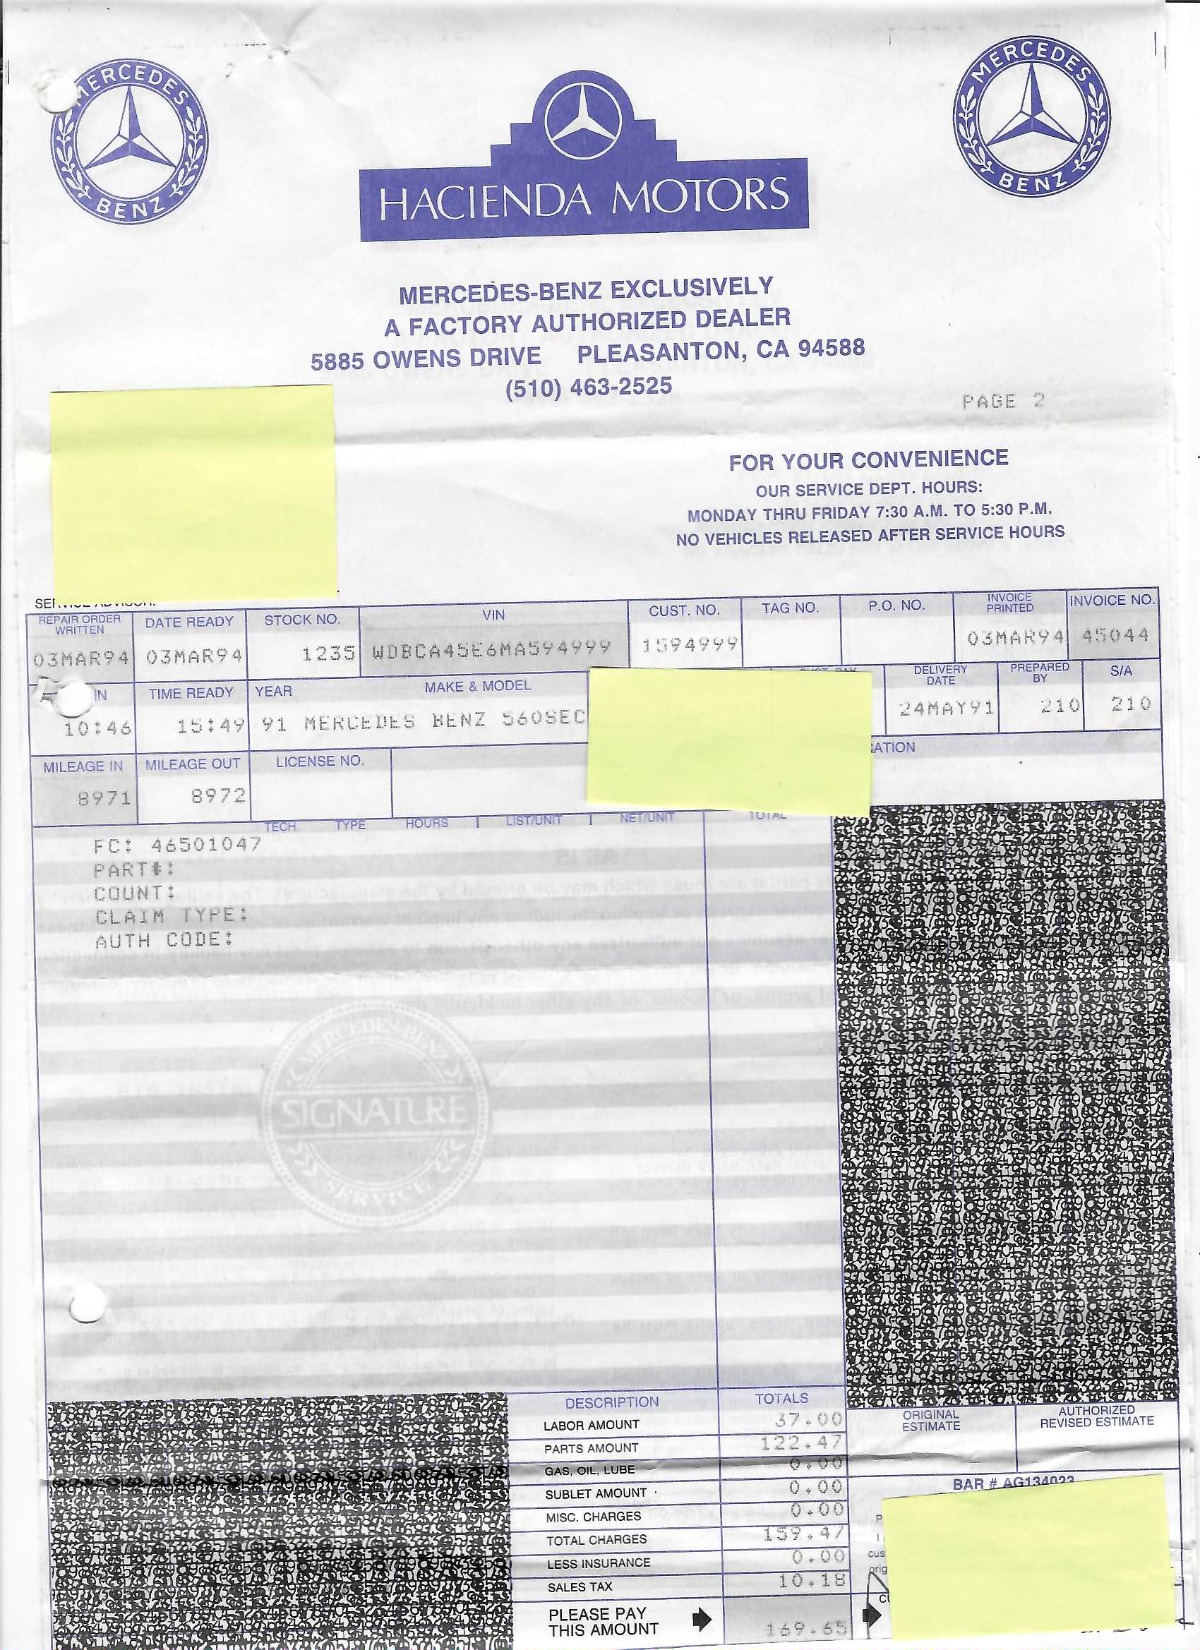 MERCEDES
BENZ
MERCEDES
BENZ
HACIENDA MOTORS
MERCEDES-BENZ EXCLUSIVELY
A FACTORY AUTHORIZED DEALER
5885 OWENS DRIVE PLEASANTON, CA 94588
(510) 463-2525
PAGE 2
FOR YOUR CONVENIENCE
OUR SERVICE DEPT. HOURS:
MONDAY THRU FRIDAY 7:30 A.M. TO 5:30 P.M.
NO VEHICLES RELEASED AFTER SERVICE HOURS
REPAIR ORDER WRITTEN DATE READY STOCK NO. VIN CUST. NO. TAG NO. P.O. NO. INVOICE PRINTED INVOICE NO.
03MAR94 03MAR94 1235 WDBCA45E6MA594999 1594999 03MAR94 45044
IN TIME READY YEAR MAKE & MODEL DELIVERY DATE PREPARED BY S/A
10:46 15:49 91 MERCEDES BENZ 560SEC 24MAY91 210 210
MILEAGE IN MILEAGE OUT LICENSE NO.
8971 8972
TECH. TYPE HOURS LIST/UNIT NET/UNIT TOTAL
FC: 46501047
PART#:
COUNT:
CLAIM TYPE:
AUTH CODE:
MERCEDES-BENZ
SIGNATURE
SERVICE
DESCRIPTION TOTALS
LABOR AMOUNT 37.00
PARTS AMOUNT 122.47
GAS, OIL, LUBE 0.00
SUBLET AMOUNT 0.00
MISC. CHARGES 0.00
TOTAL CHARGES 159.47
LESS INSURANCE 0.00
SALES TAX 10.18
PLEASE PAY
THIS AMOUNT 169.65
ORIGINAL ESTIMATE AUTHORIZED REVISED ESTIMATE
BAR # AG134023